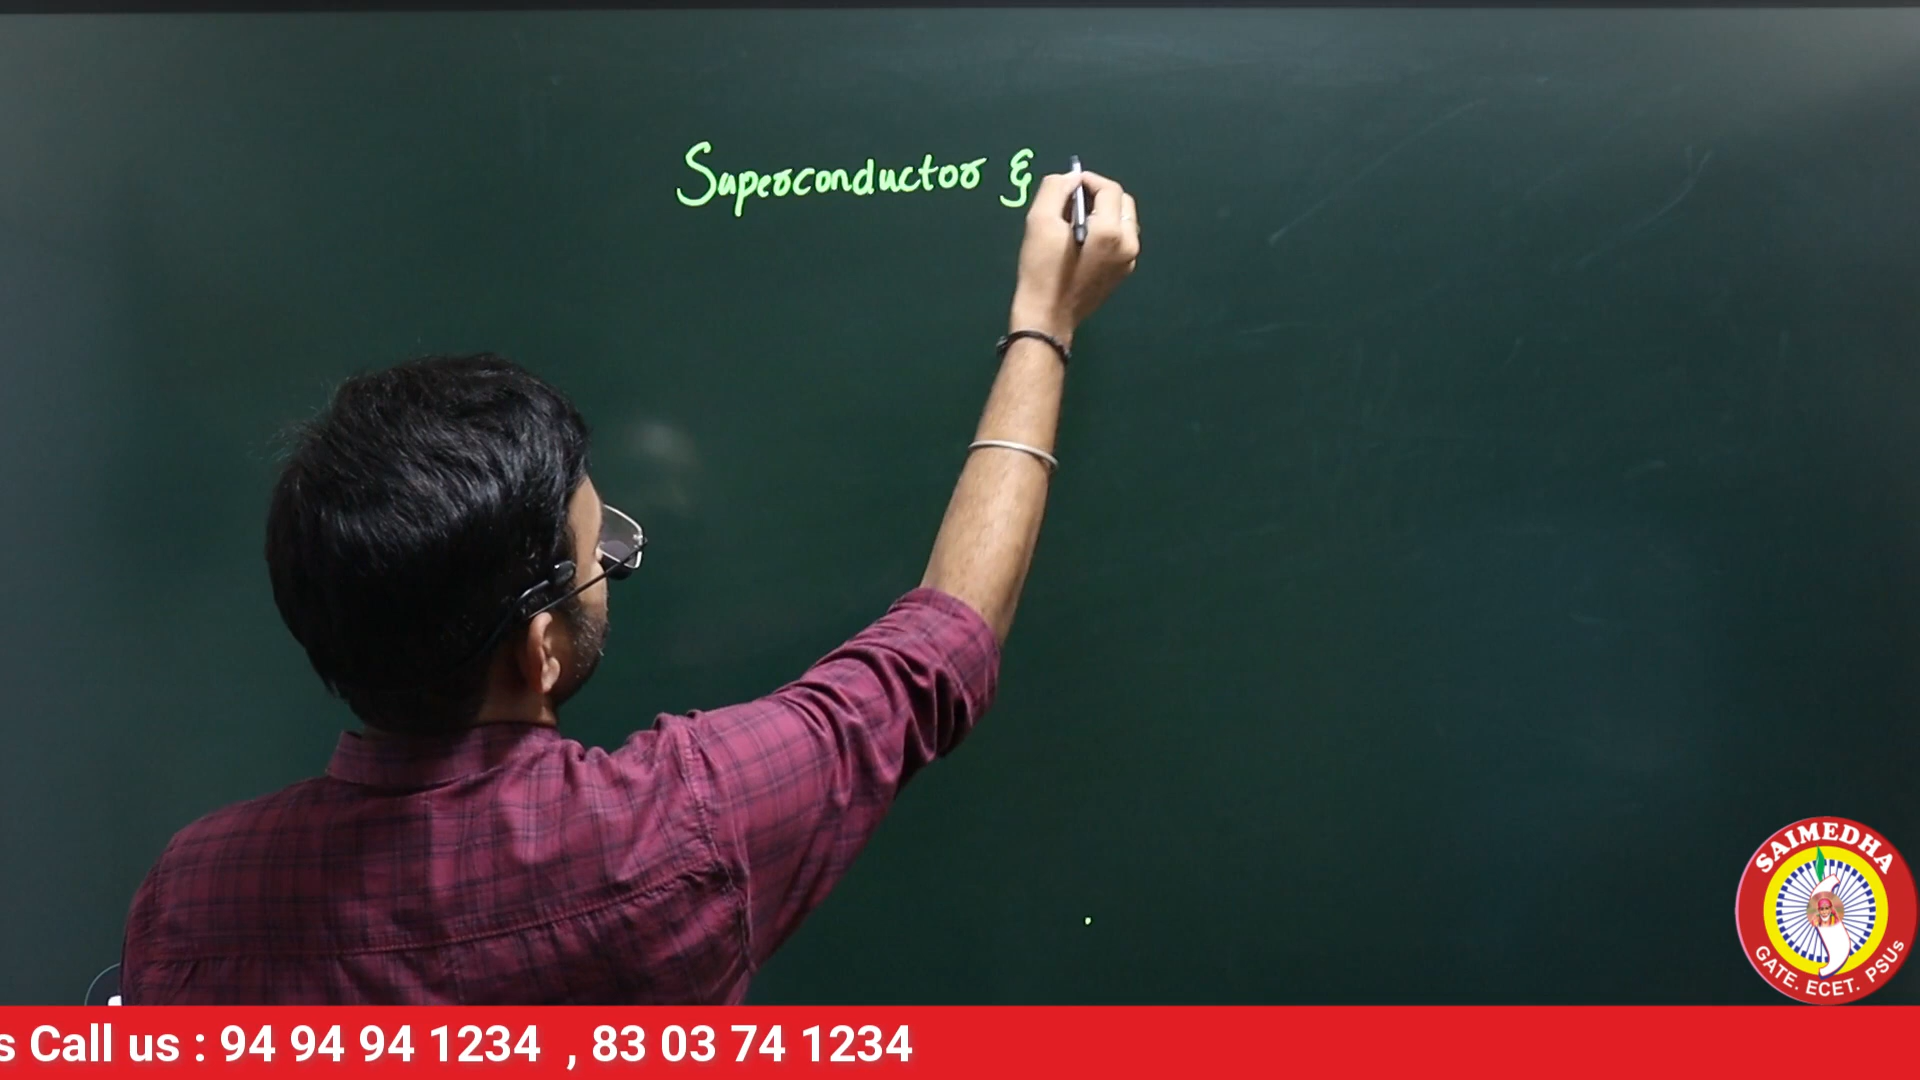 Superconductor &
SAIMEDHA
GATE. ECET. PSUs
s Call us : 94 94 94 1234 , 83 03 74 1234